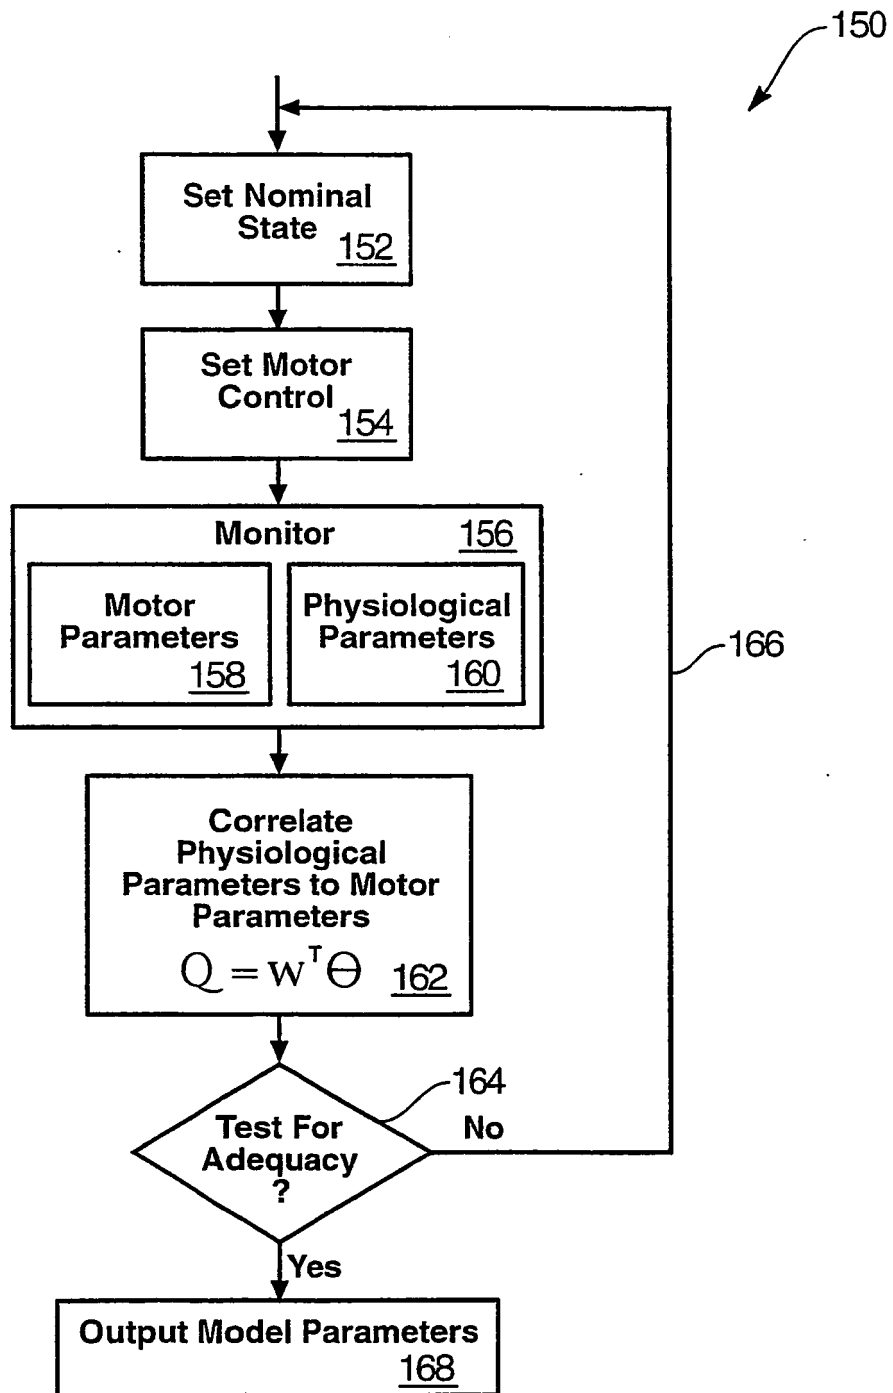 150
Set Nominal
State
152
Set Motor
Control
154
Monitor 156
Motor
Parameters
158
Physiological
Parameters
160
166
Correlate
Physiological
Parameters to Motor
Parameters
Q = wᵀΘ 162
164
Test For
Adequacy
?
No
Yes
Output Model Parameters
168